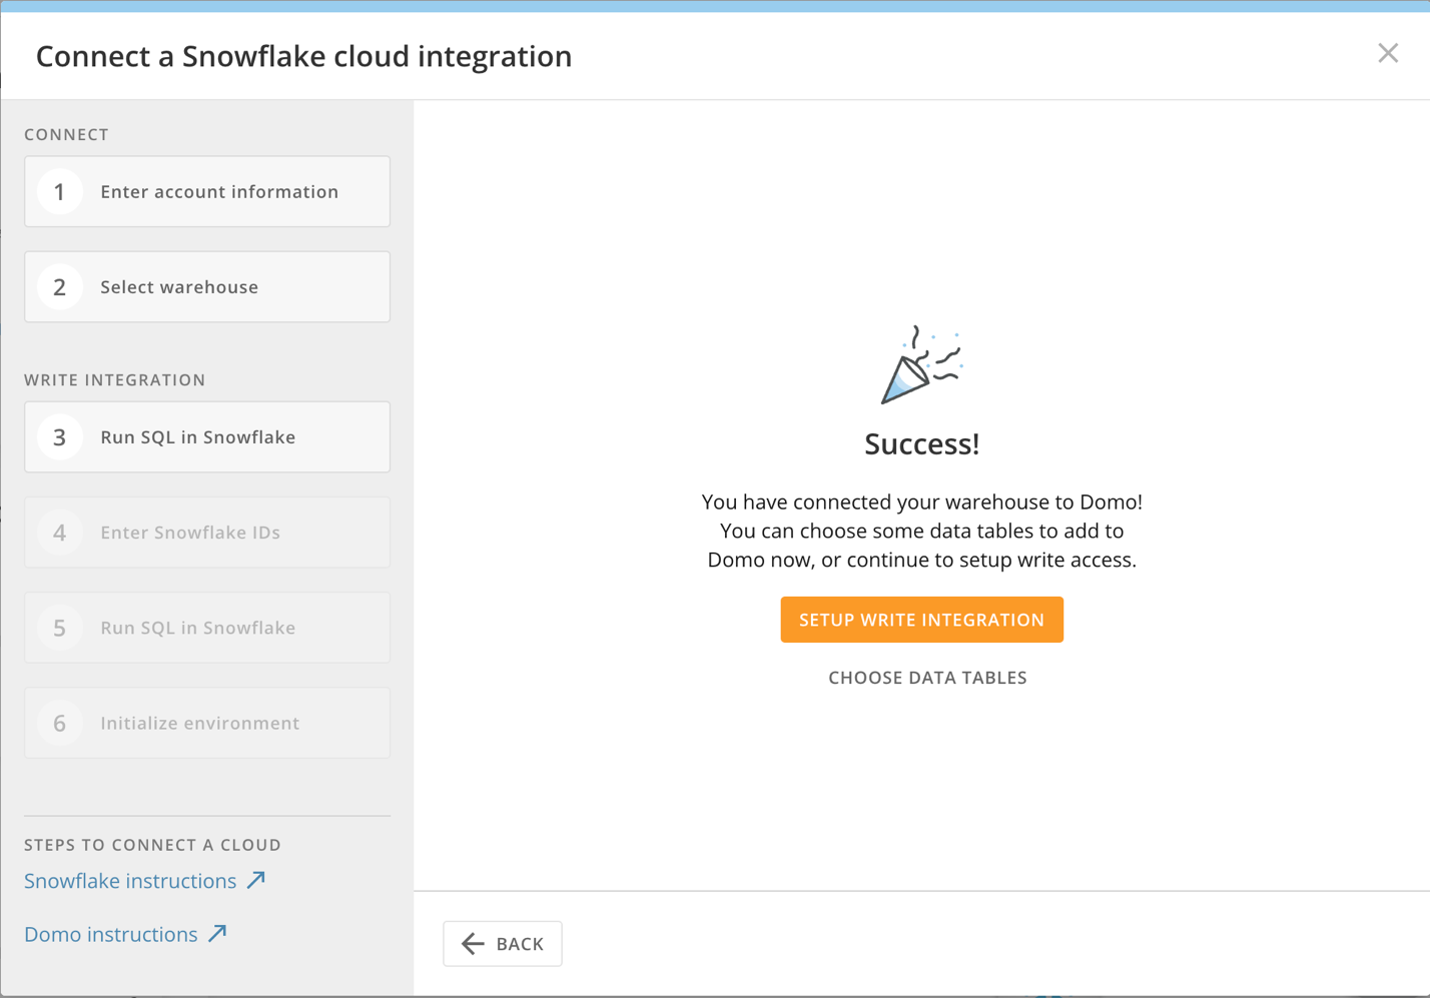 Connect a Snowflake cloud integration
CONNECT
1 Enter account information
2 Select warehouse
WRITE INTEGRATION
3 Run SQL in Snowflake
4 Enter Snowflake IDs
5 Run SQL in Snowflake
6 Initialize environment
STEPS TO CONNECT A CLOUD
Snowflake instructions
Domo instructions
Success!
You have connected your warehouse to Domo!
You can choose some data tables to add to
Domo now, or continue to setup write access.
SETUP WRITE INTEGRATION
CHOOSE DATA TABLES
BACK